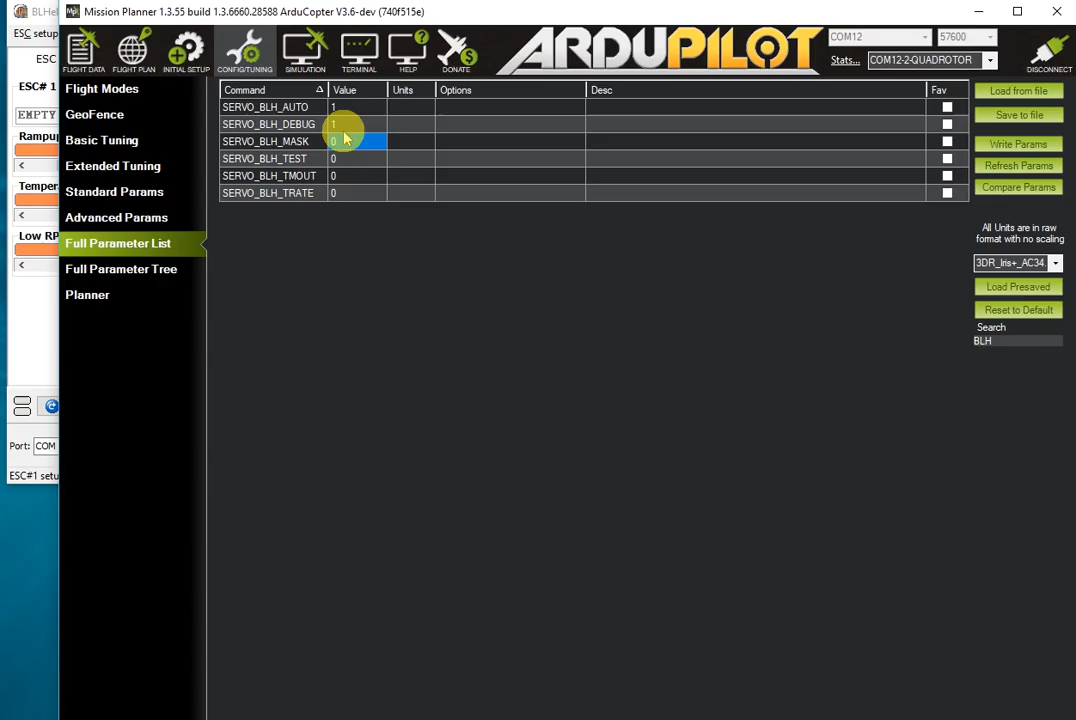 BLHel
Mission Planner 1.3.55 build 1.3.6660.28588 ArduCopter V3.6-dev (740f515e)
ESC setup
FLIGHT DATA
FLIGHT PLAN
INITIAL SETUP
CONFIG/TUNING
SIMULATION
TERMINAL
HELP
DONATE
ARDUPILOT
COM12
57600
Stats...
COM12-2-QUADROTOR
DISCONNECT
ESC
ESC# 1
EMPTY
Rampup
<
Tempera
<
Low RP
<
Port: COM
ESC#1 setu
Flight Modes
GeoFence
Basic Tuning
Extended Tuning
Standard Params
Advanced Params
Full Parameter List
Full Parameter Tree
Planner
Command Value Units Options Desc Fav
SERVO_BLH_AUTO 1
SERVO_BLH_DEBUG 1
SERVO_BLH_MASK 0
SERVO_BLH_TEST 0
SERVO_BLH_TMOUT 0
SERVO_BLH_TRATE 0
Load from file
Save to file
Write Params
Refresh Params
Compare Params
All Units are in raw
format with no scaling
3DR_Iris+_AC34.
Load Presaved
Reset to Default
Search
BLH